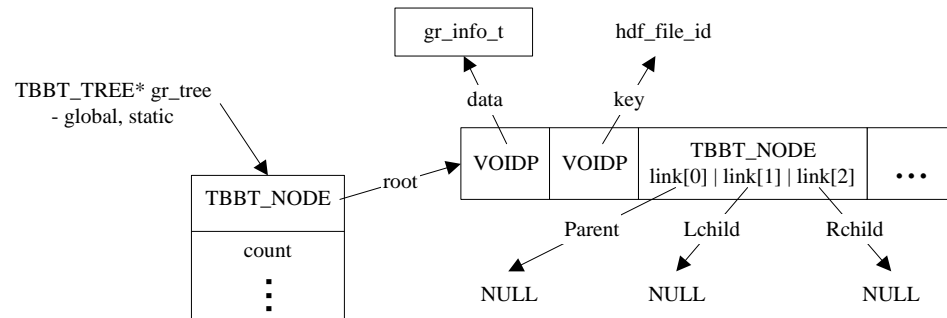 gr_info_t
hdf_file_id
TBBT_TREE* gr_tree
- global, static
data
key
VOIDP
VOIDP
TBBT_NODE
link[0] | link[1] | link[2]
...
root
TBBT_NODE
count
Parent
Lchild
Rchild
NULL
NULL
NULL